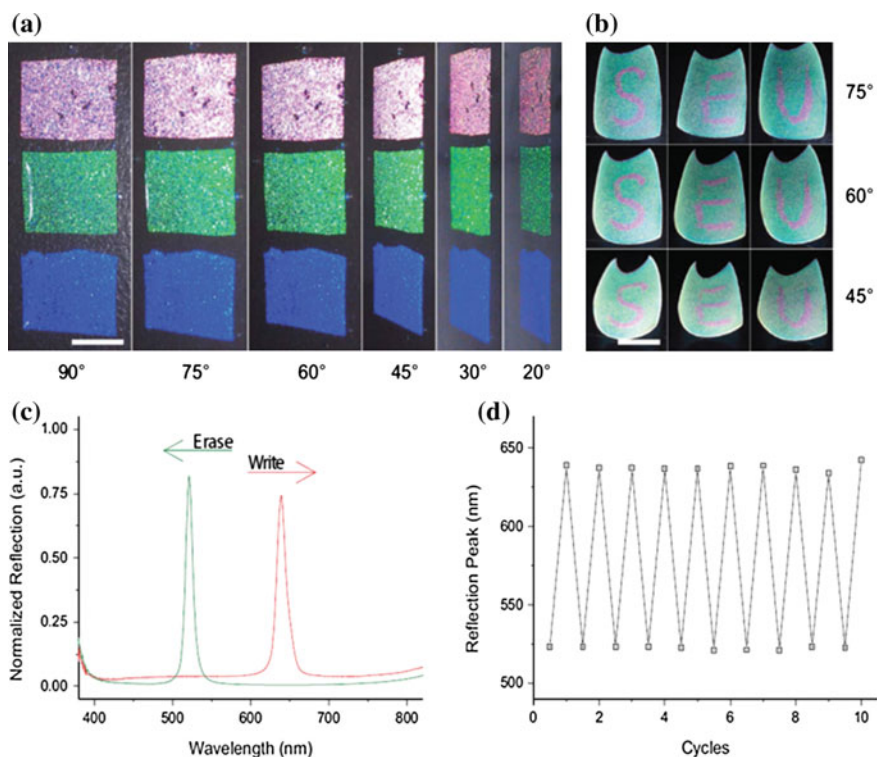 (a)
(b)
S E U
75°
S E U
60°
S E U
45°
90° 75° 60° 45° 30° 20°
(c)
(d)
1.00
0.75
0.50
0.25
0.00
Normalized Reflection (a.u.)
Erase
Write
400 500 600 700 800
Wavelength (nm)
650
600
550
500
Reflection Peak (nm)
0 2 4 6 8 10
Cycles